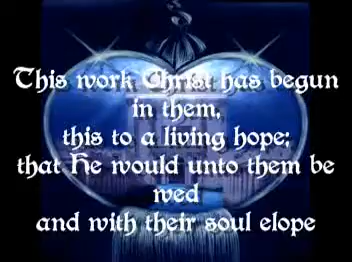 This work Christ has begun
in them,
this to a living hope;
that He would unto them be
wed
and with their soul elope